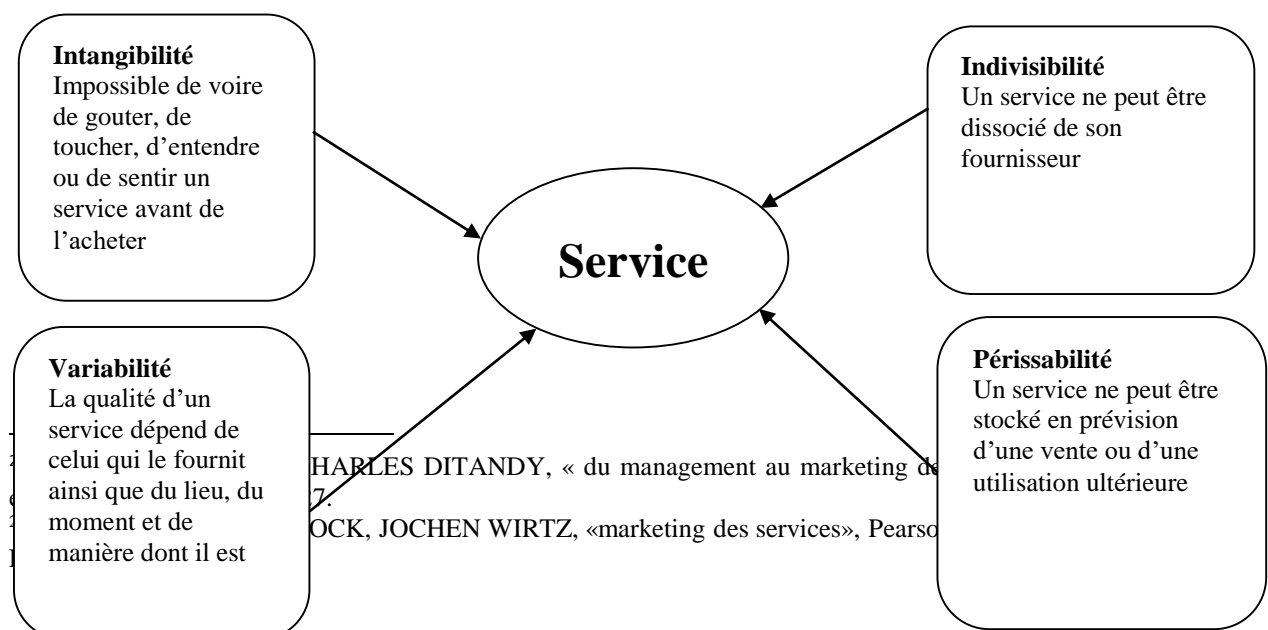 Intangibilité
Impossible de voire
de gouter, de
toucher, d’entendre
ou de sentir un
service avant de
l’acheter
Indivisibilité
Un service ne peut être
dissocié de son
fournisseur
Service
Variabilité
La qualité d’un
service dépend de
celui qui le fournit
ainsi que du lieu, du
moment et de
manière dont il est
Périssabilité
Un service ne peut être
stocké en prévision
d’une vente ou d’une
utilisation ultérieure
HARLES DITANDY, « du management au marketing de
7.
OCK, JOCHEN WIRTZ, «marketing des services», Pearso